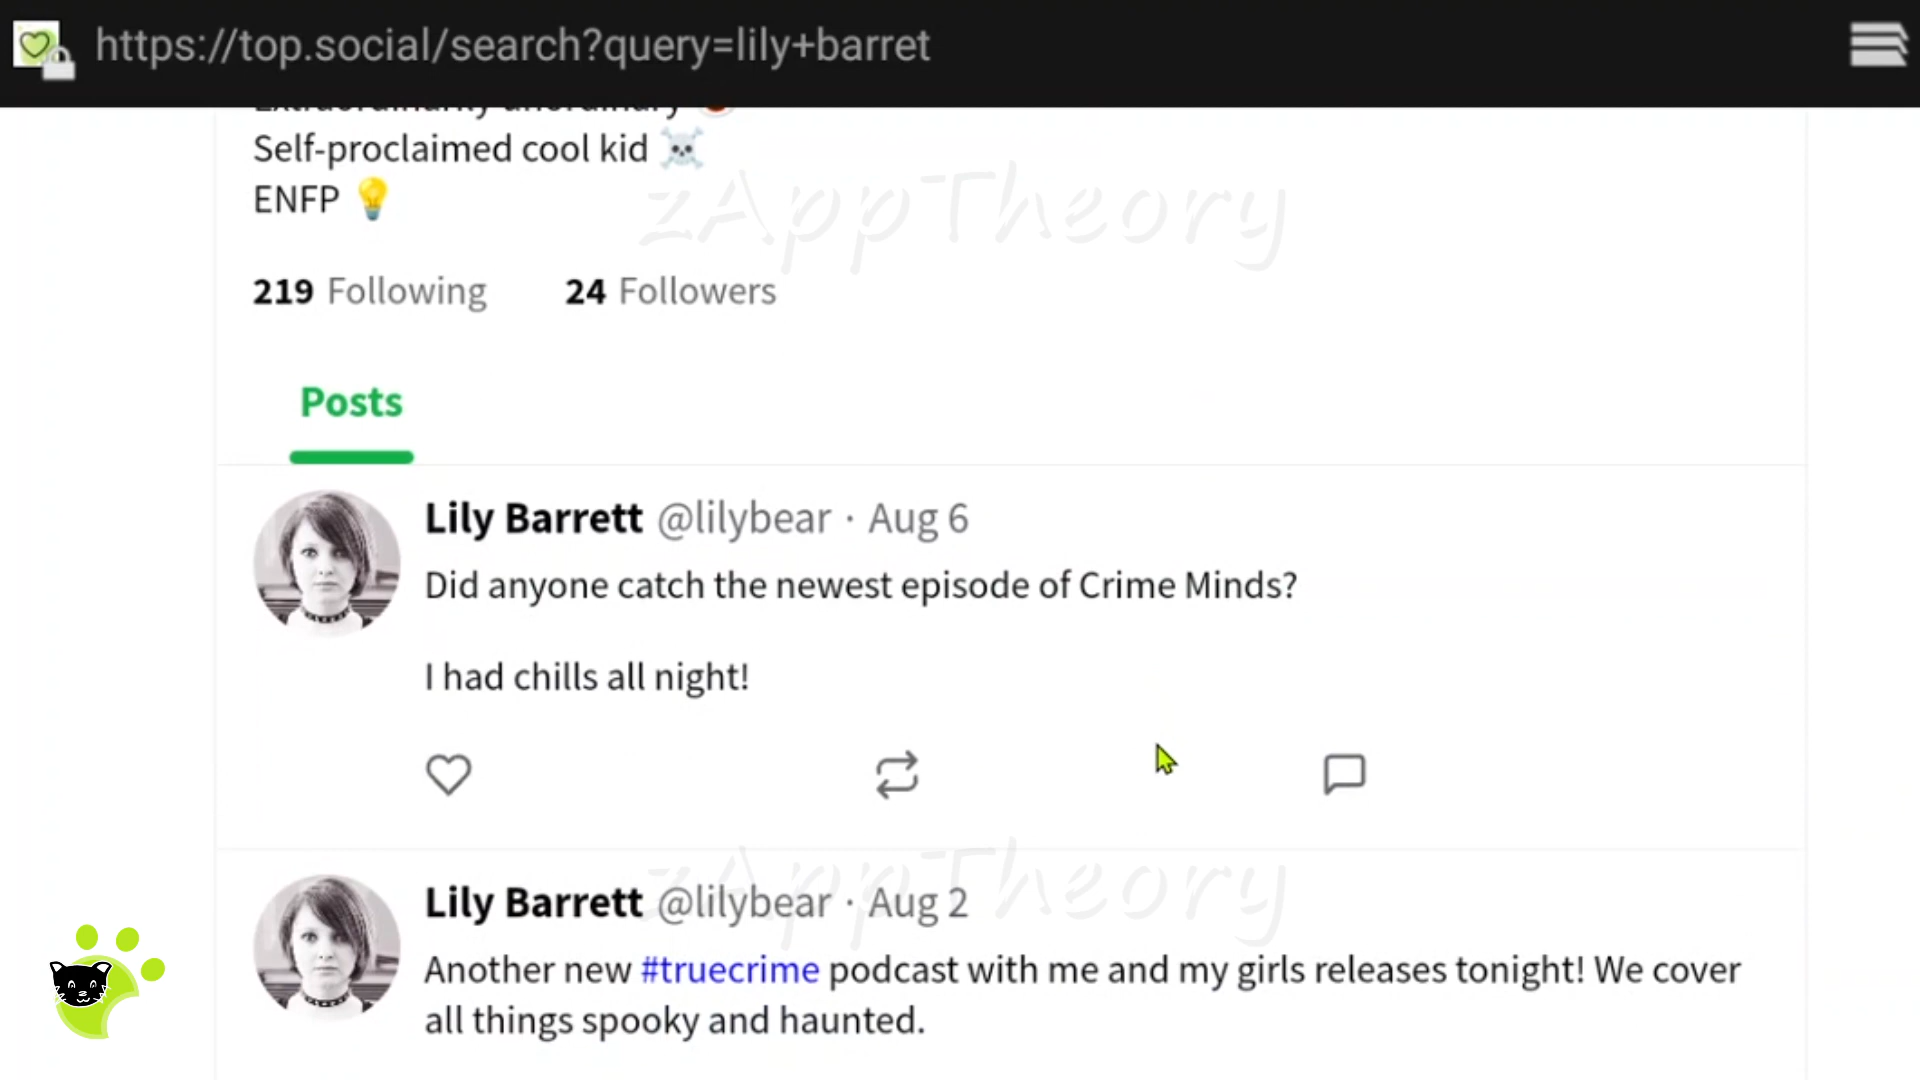 https://top.social/search?query=lily+barret
Extraordinarily unordinary
Self-proclaimed cool kid ☠️
ENFP 💡
zAppTheory
219 Following 24 Followers
Posts
Lily Barrett @lilybear · Aug 6
Did anyone catch the newest episode of Crime Minds?
I had chills all night!
zAppTheory
Lily Barrett @lilybear · Aug 2
Another new #truecrime podcast with me and my girls releases tonight! We cover
all things spooky and haunted.